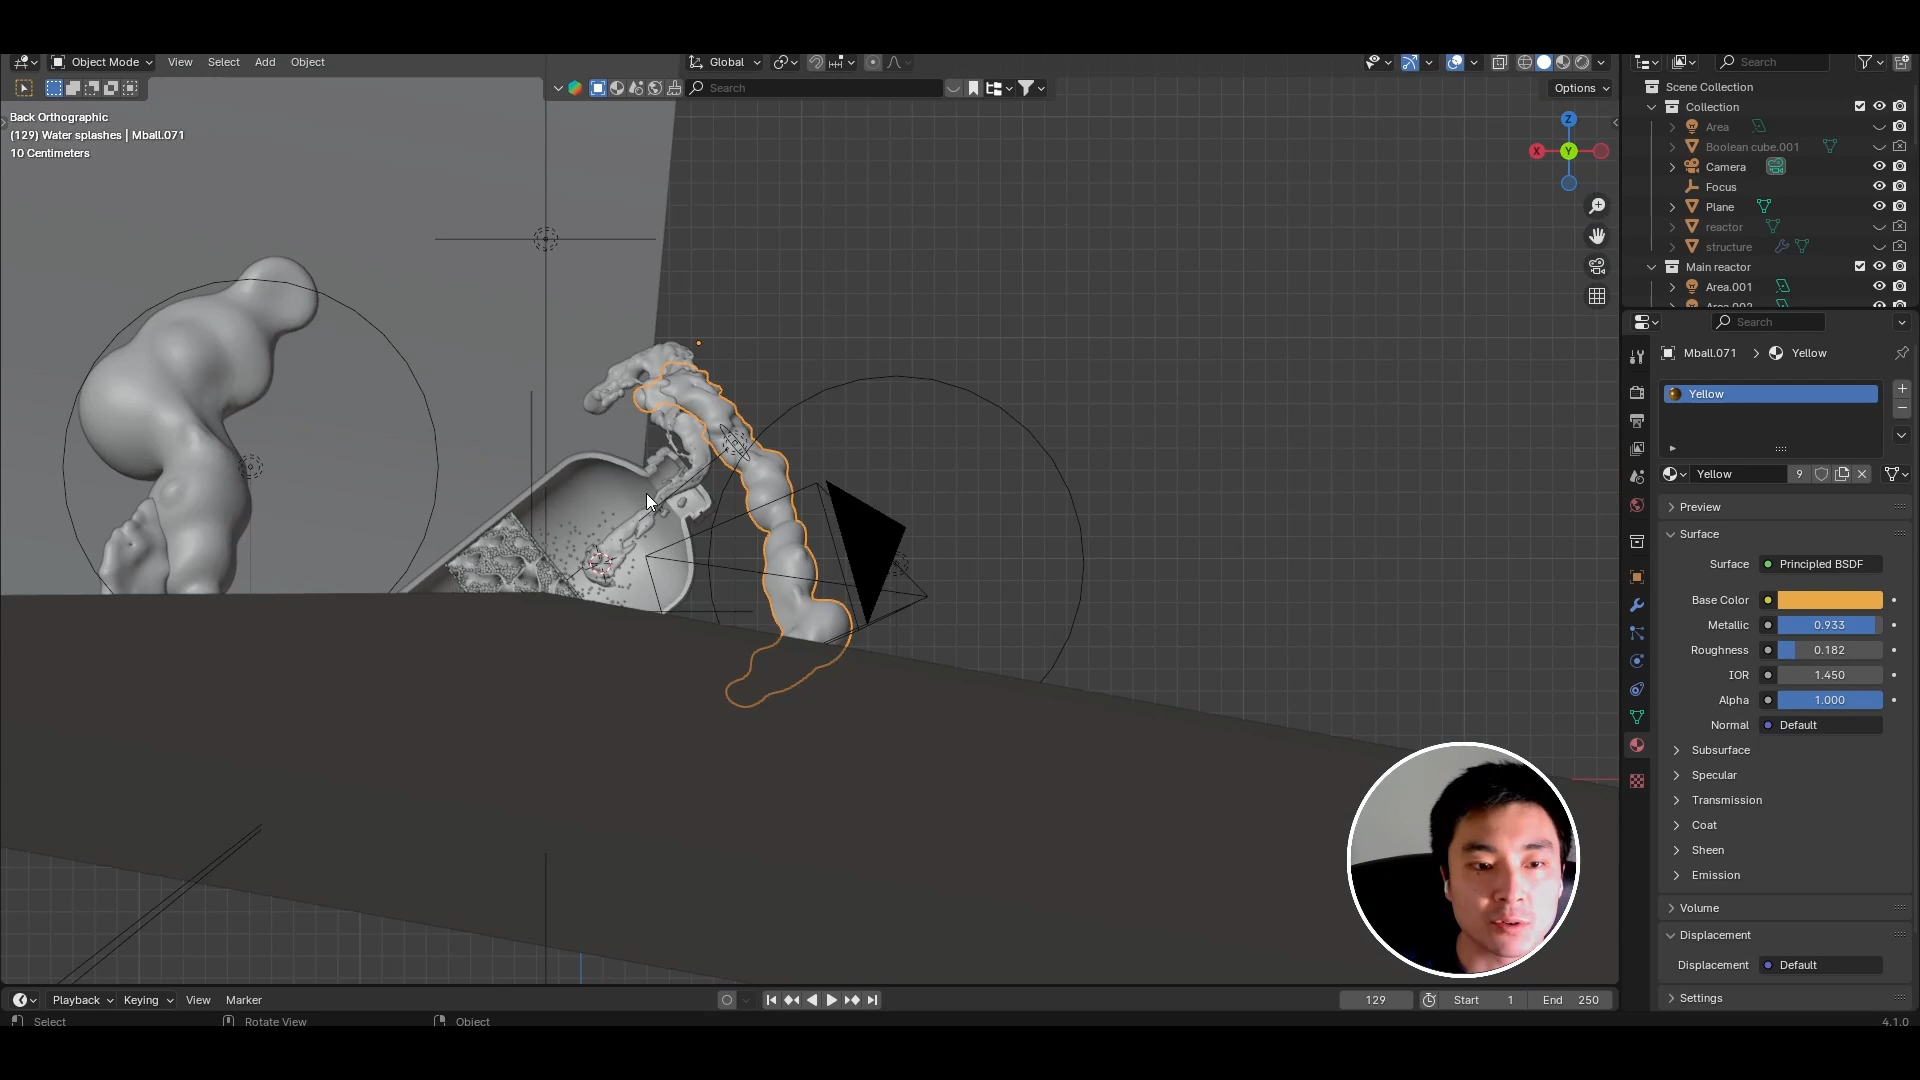 Object Mode View Select Add Object Global Search
Search Options
Back Orthographic
(129) Water splashes | Mball.071
10 Centimeters
Z
X Y
Scene Collection
Collection
Area
Boolean cube.001
Camera
Focus
Plane
reactor
structure
Main reactor
Area.001
Search
Mball.071 > Yellow
Yellow
Yellow 9
Preview
Surface
Surface Principled BSDF
Base Color
Metallic 0.933
Roughness 0.182
IOR 1.450
Alpha 1.000
Normal Default
Subsurface
Specular
Transmission
Coat
Sheen
Emission
Volume
Displacement
Displacement Default
Settings
Playback Keying View Marker 129 Start 1 End 250
Select Rotate View Object 4.1.0